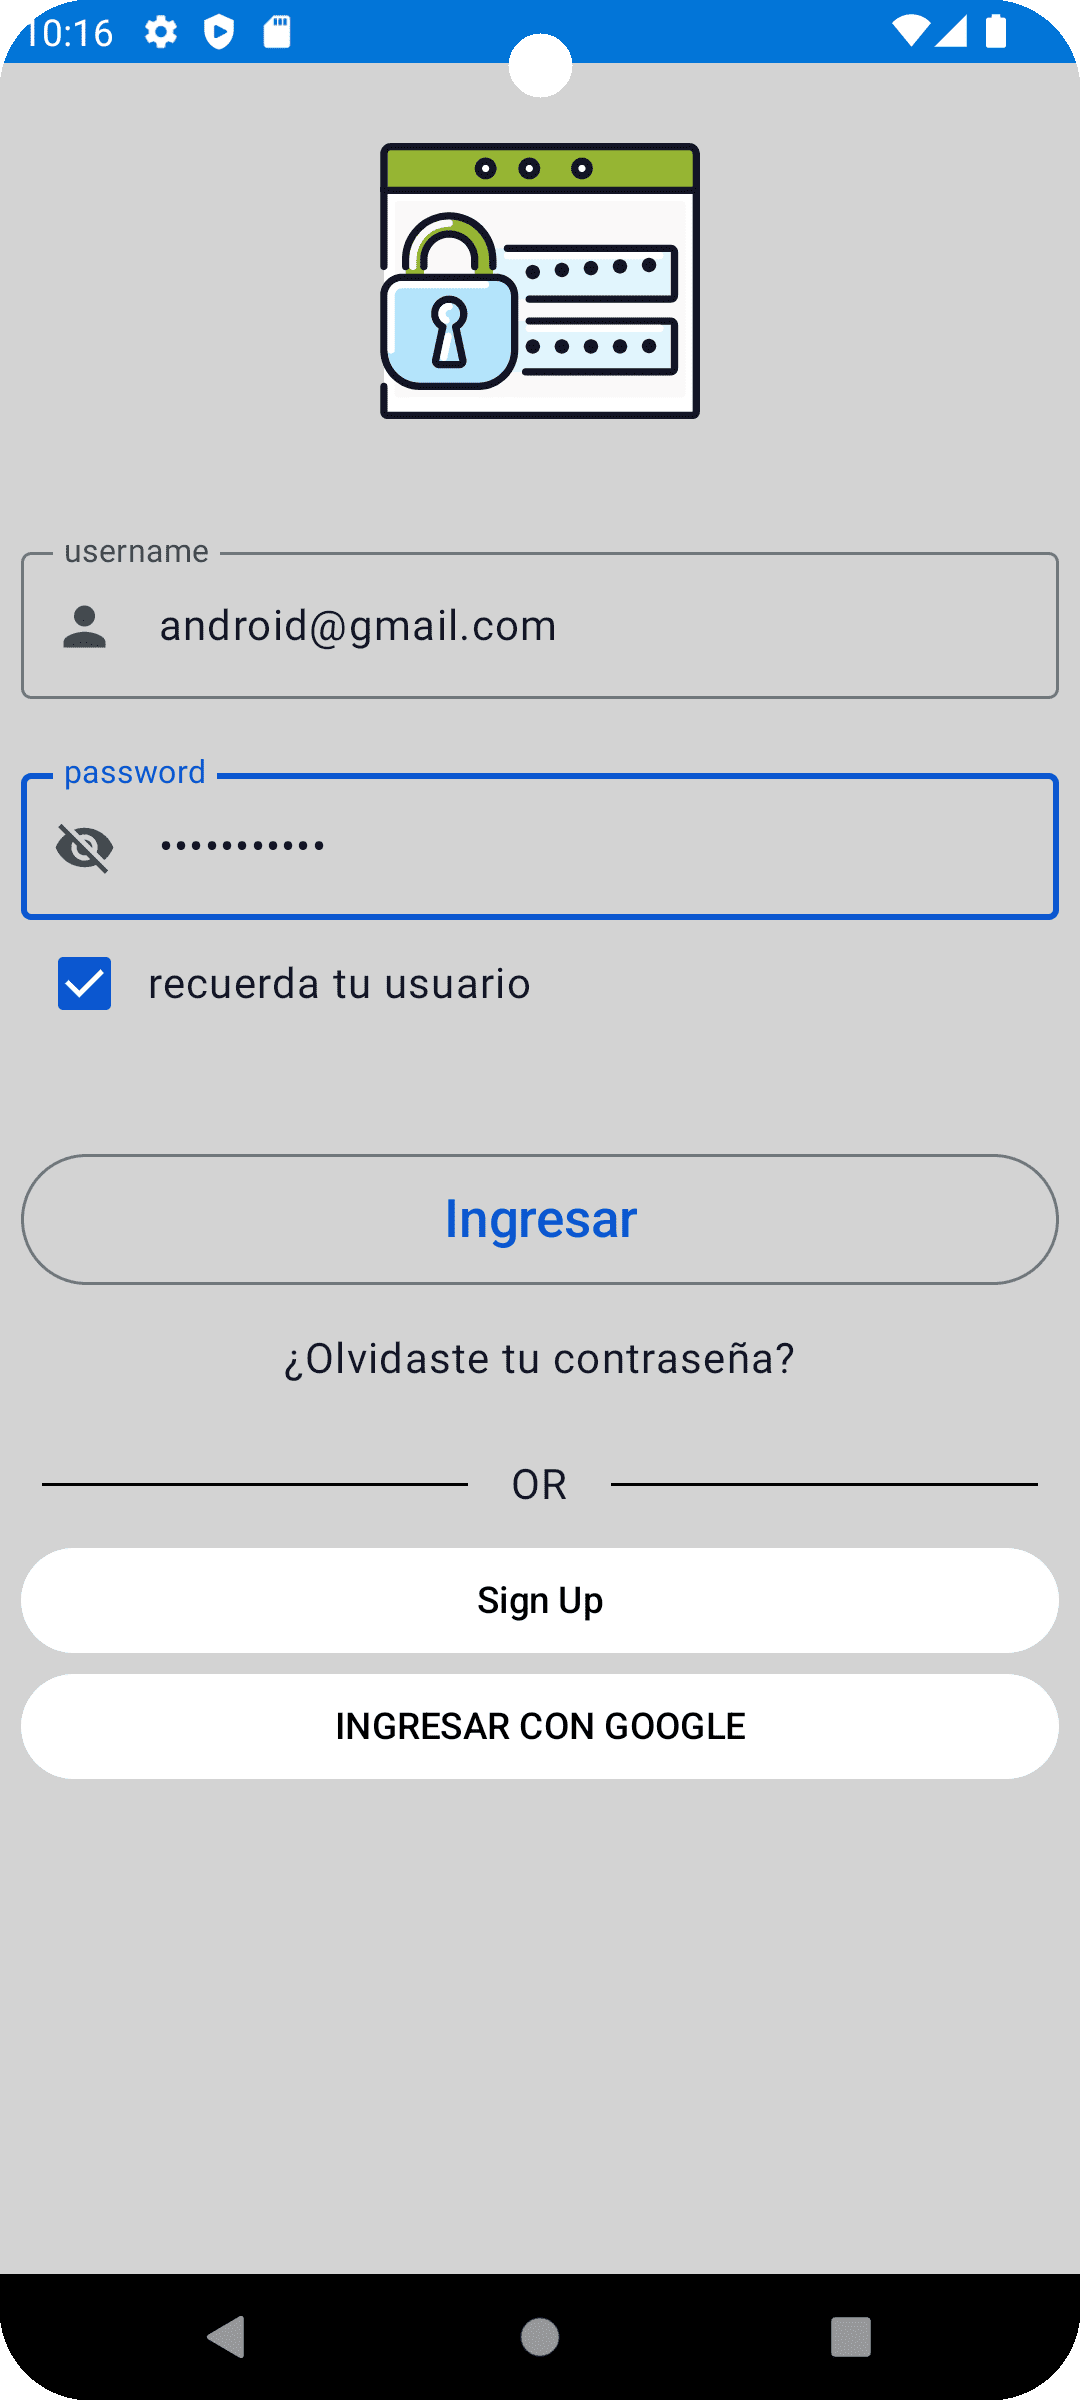 10:16
username
android@gmail.com
password
•••••••••••
recuerda tu usuario
Ingresar
¿Olvidaste tu contraseña?
OR
Sign Up
INGRESAR CON GOOGLE